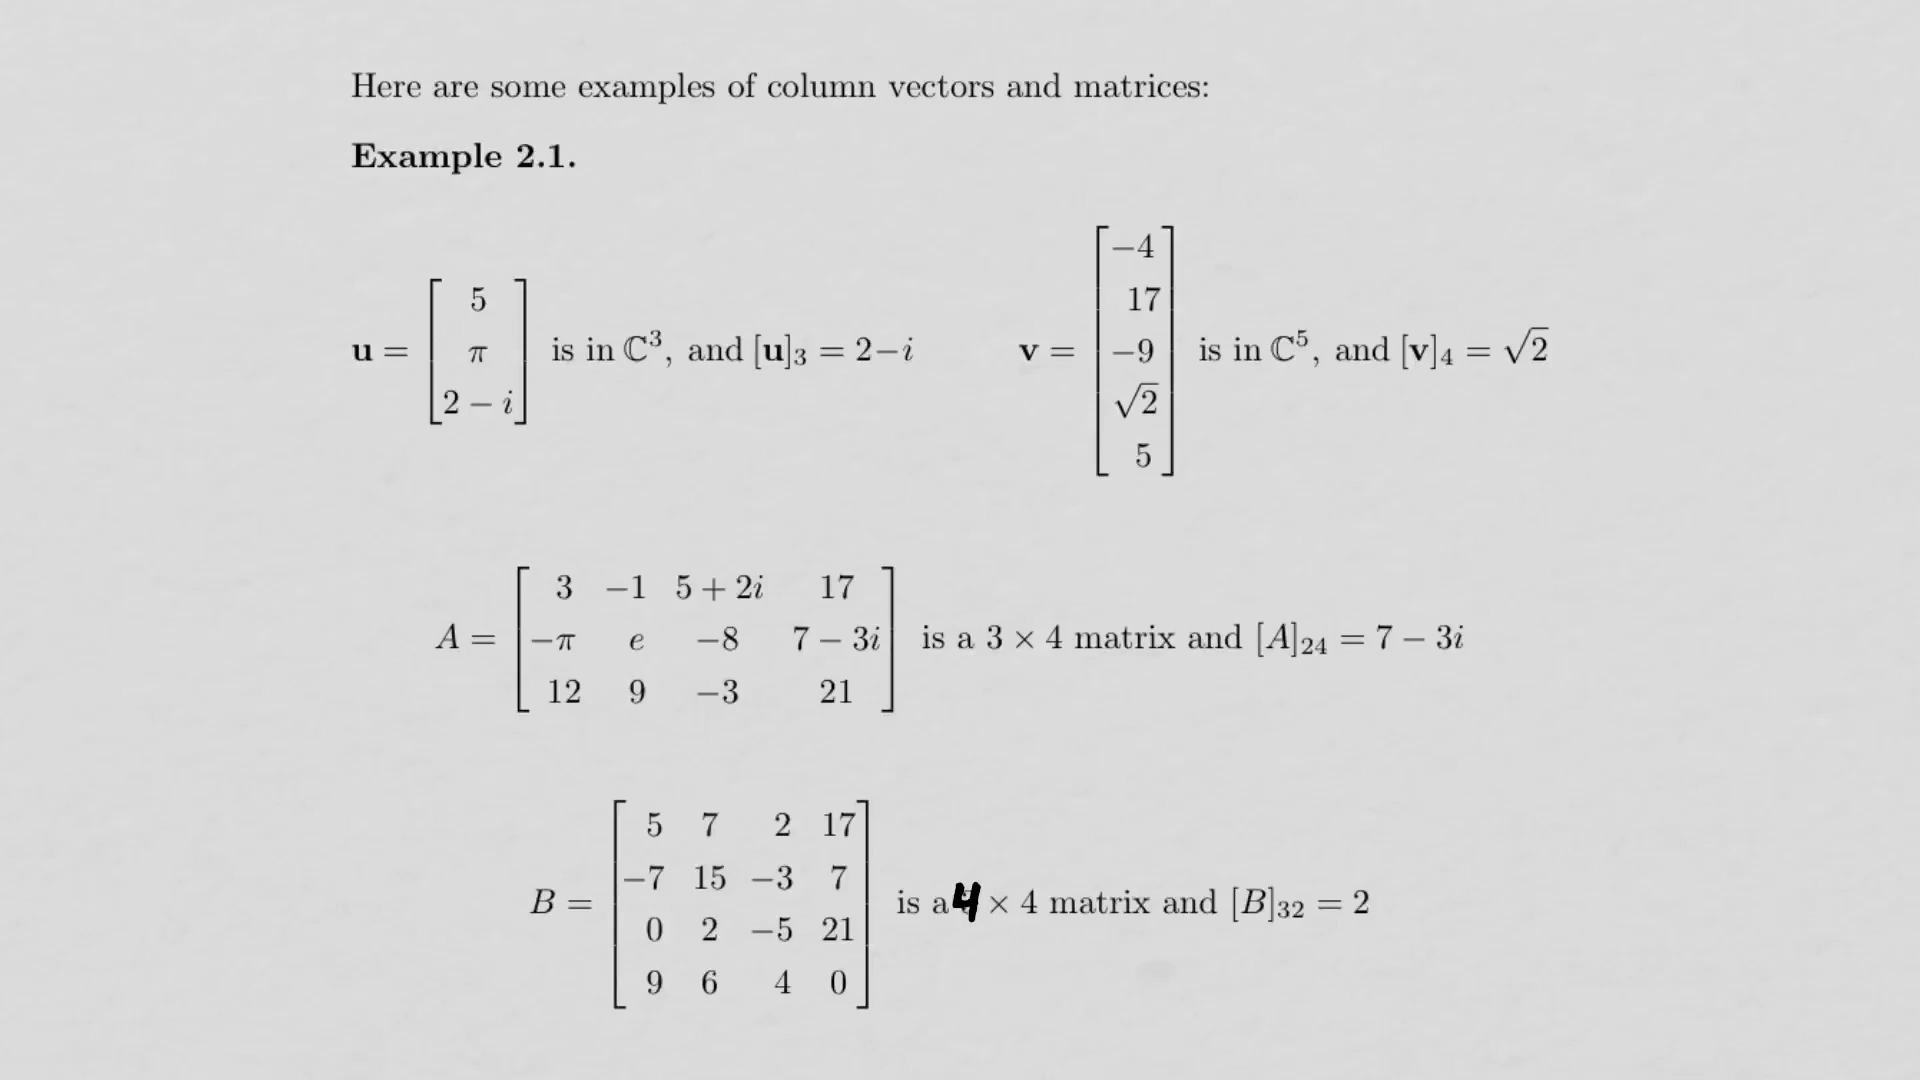 Here are some examples of column vectors and matrices:
Example 2.1.
u = [5; π; 2 − i] is in ℂ³, and [u]₃ = 2−i
v = [−4; 17; −9; √2; 5] is in ℂ⁵, and [v]₄ = √2
A = [3 −1 5 + 2i 17; −π e −8 7 − 3i; 12 9 −3 21] is a 3 × 4 matrix and [A]₂₄ = 7 − 3i
B = [5 7 2 17; −7 15 −3 7; 0 2 −5 21; 9 6 4 0] is a 4 × 4 matrix and [B]₃₂ = 2